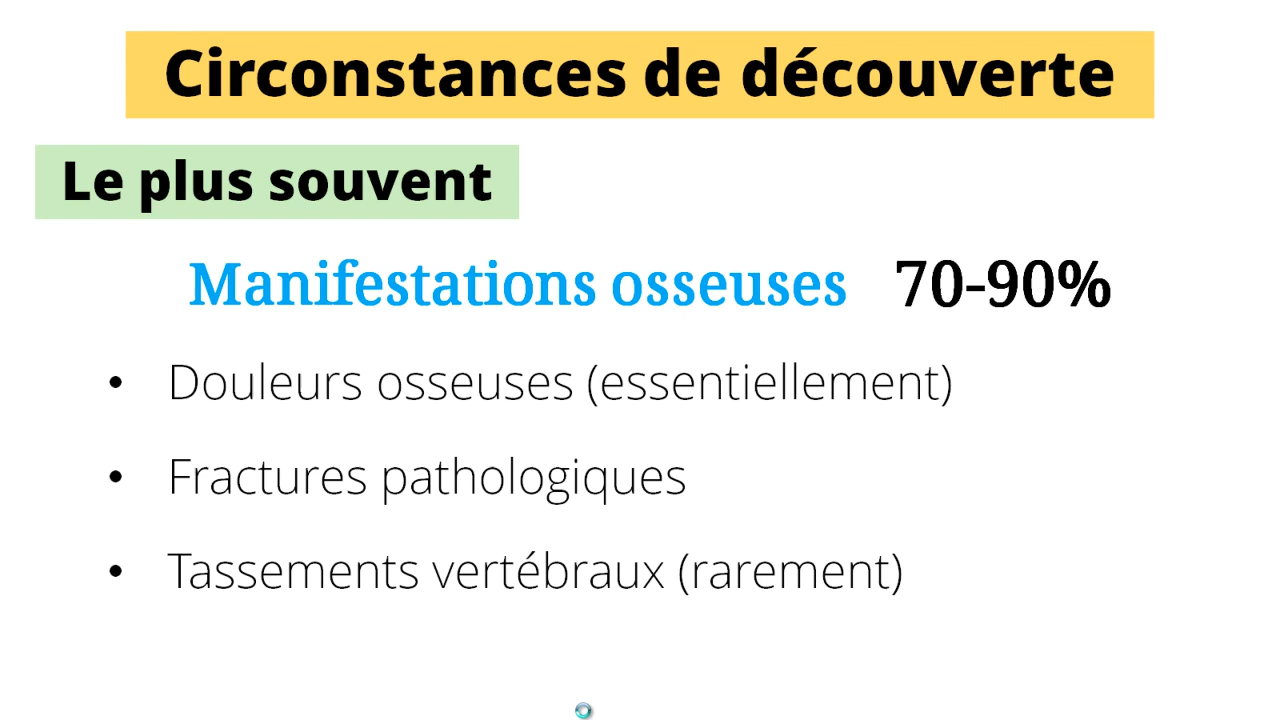 Circonstances de découverte
Le plus souvent
Manifestations osseuses 70-90%
• Douleurs osseuses (essentiellement)
• Fractures pathologiques
• Tassements vertébraux (rarement)